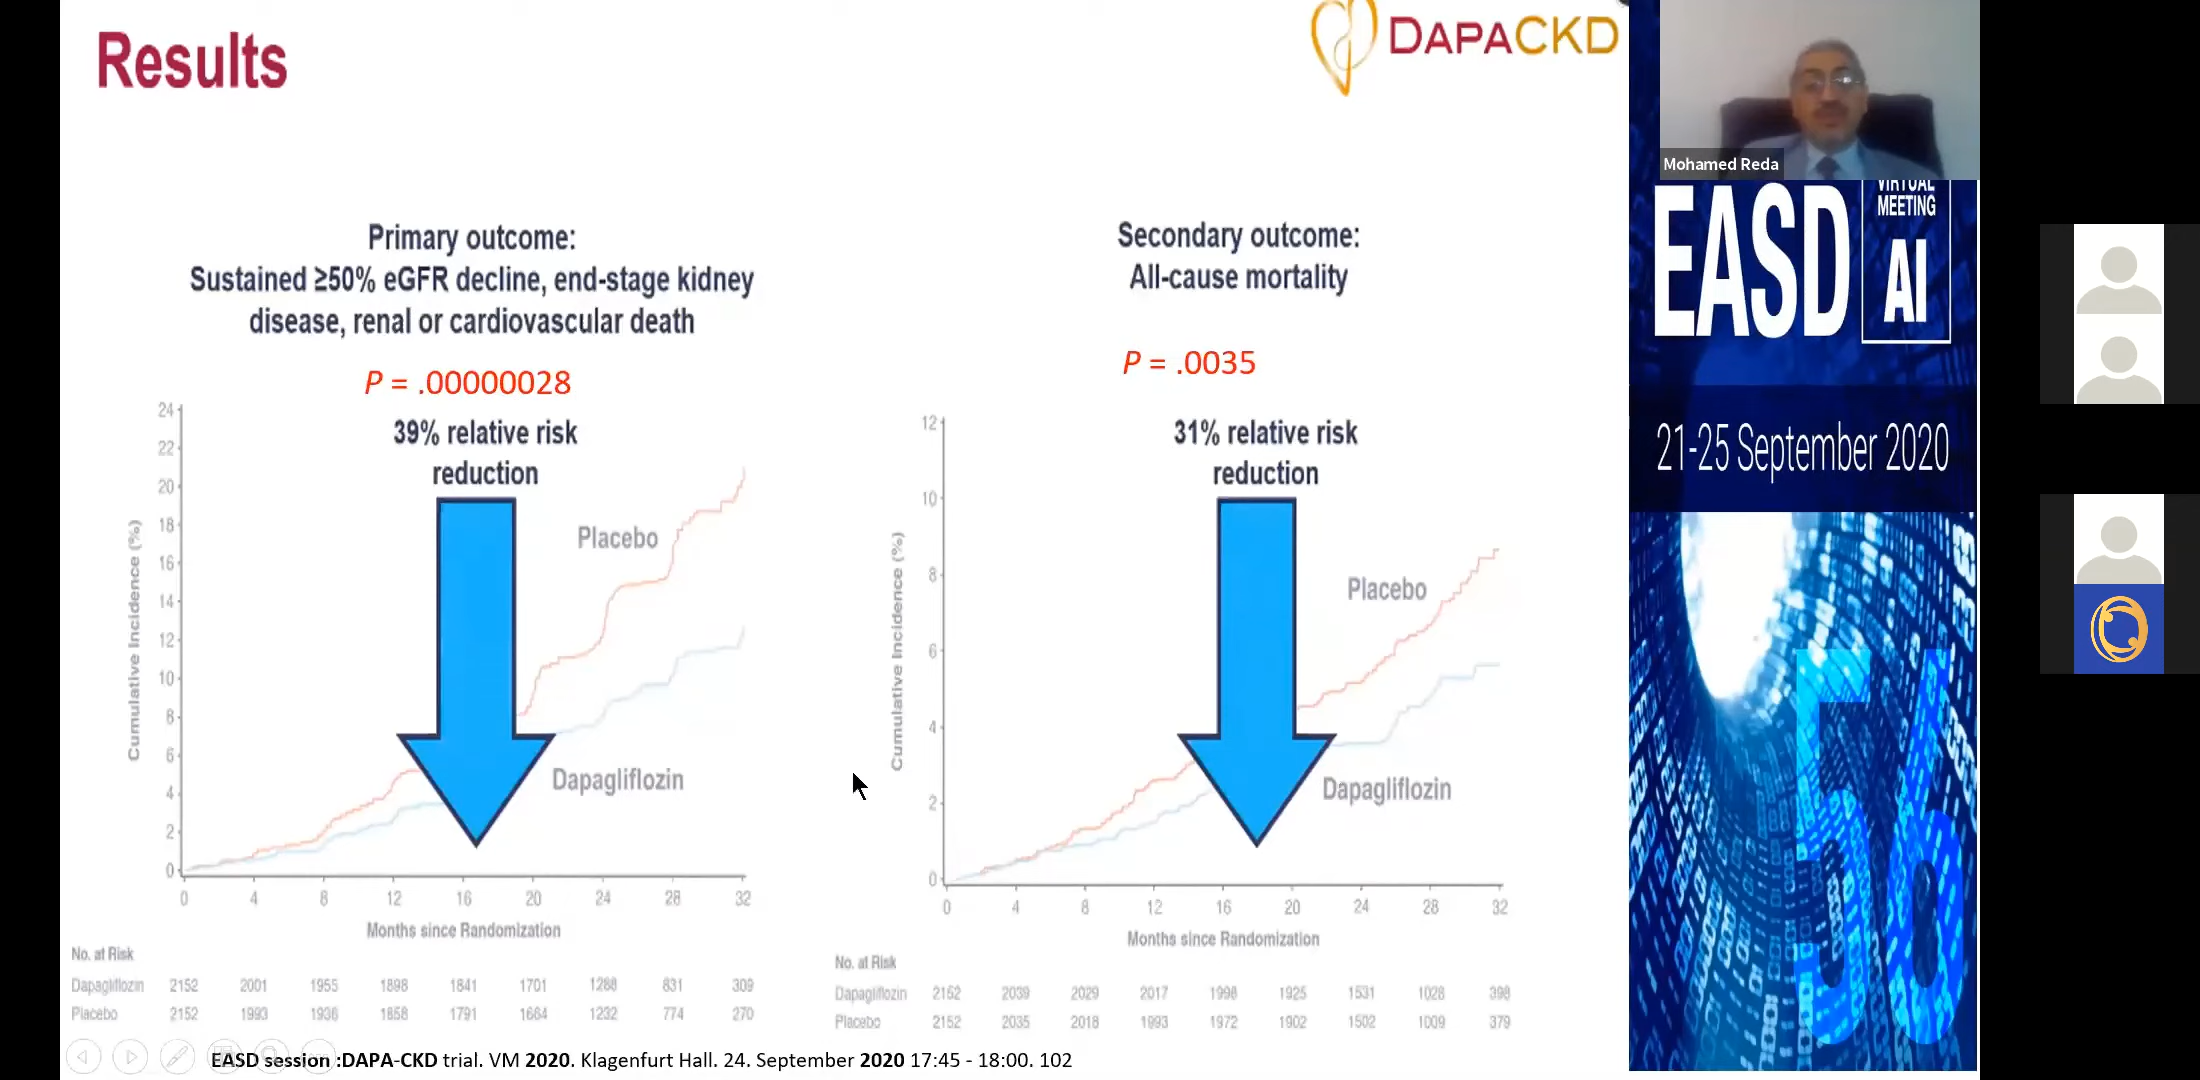 Results
DAPACKD
Primary outcome:
Sustained ≥50% eGFR decline, end-stage kidney
disease, renal or cardiovascular death
P = .00000028
39% relative risk
reduction
Placebo
Dapagliflozin
Cumulative Incidence (%)
24
22
20
18
16
14
12
10
8
6
4
2
0
0 4 8 12 16 20 24 28 32
Months since Randomization
No. at Risk
Dapagliflozin 2152 2001 1955 1898 1841 1701 1288 831 309
Placebo 2152 1993 1936 1858 1791 1664 1232 774 270
Secondary outcome:
All-cause mortality
P = .0035
31% relative risk
reduction
Placebo
Dapagliflozin
Cumulative Incidence (%)
12
10
8
6
4
2
0
0 4 8 12 16 20 24 28 32
Months since Randomization
No. at Risk
Dapagliflozin 2152 2039 2029 2017 1998 1925 1531 1028 398
Placebo 2152 2035 2018 1993 1972 1902 1502 1009 379
EASD session :DAPA-CKD trial. VM 2020. Klagenfurt Hall. 24. September 2020 17:45 - 18:00. 102
Mohamed Reda
EASD
VIRTUAL
MEETING
AI
21-25 September 2020
56